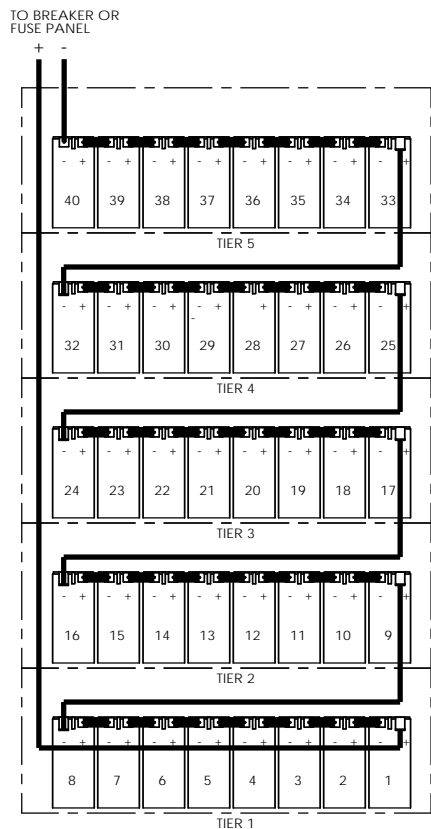 TO BREAKER OR
FUSE PANEL
+ -
- + - + - + - + - + - + - + - +
40 39 38 37 36 35 34 33
TIER 5
- + - + - + - + + - + - + - +
-
32 31 30 29 28 27 26 25
TIER 4
- + - + - + - + - + - + - + - +
24 23 22 21 20 19 18 17
TIER 3
- + - + - + - + - + - + - + - +
16 15 14 13 12 11 10 9
TIER 2
- + - + - + - + - + - + - + - +
8 7 6 5 4 3 2 1
TIER 1